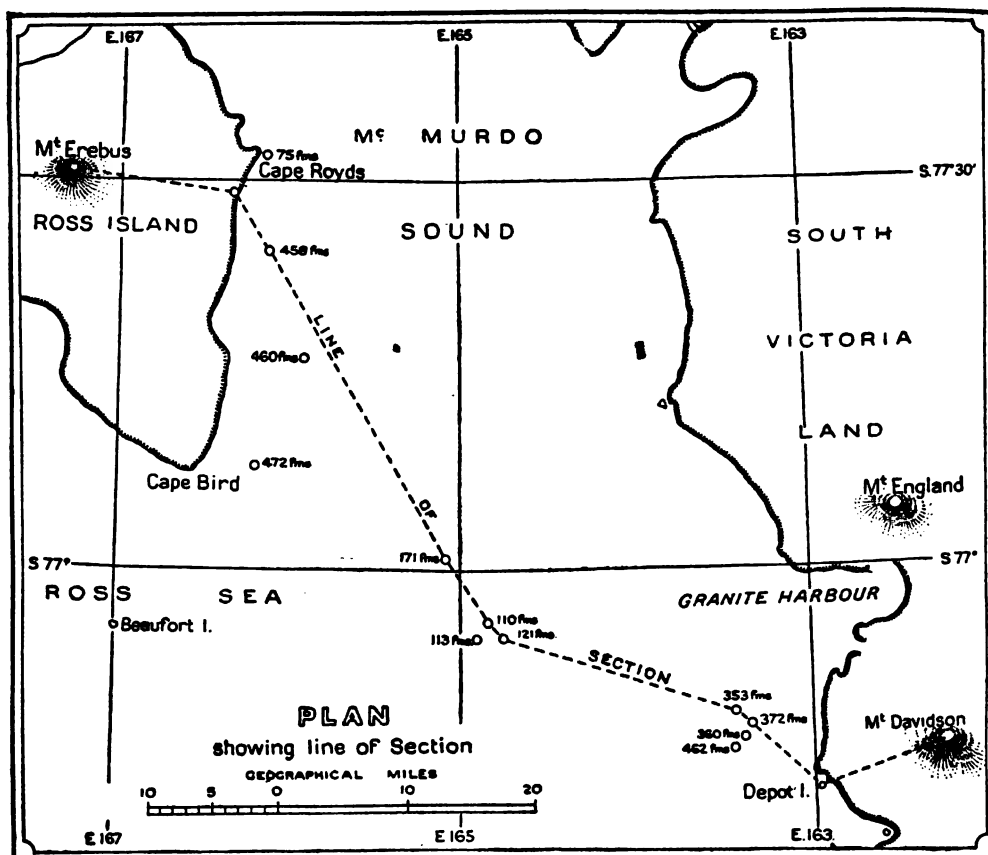 E.167
E.165
E.163
Mt Erebus
75 fms
Mc MURDO
Cape Royds
S.77°30'
ROSS ISLAND
SOUND
SOUTH
458 fms
LINE
VICTORIA
460 fms
LAND
472 fms
Cape Bird
Mt England
OF
171 fms
S 77°
S 77°
ROSS SEA
GRANITE HARBOUR
Beaufort I.
110 fms
113 fms
121 fms.
SECTION
353 fms
372 fms
Mt Davidson
360 fms
462 fms
PLAN
showing line of Section
GEOGRAPHICAL MILES
10 5 0 10 20
Depot I.
E 167
E 165
E.163